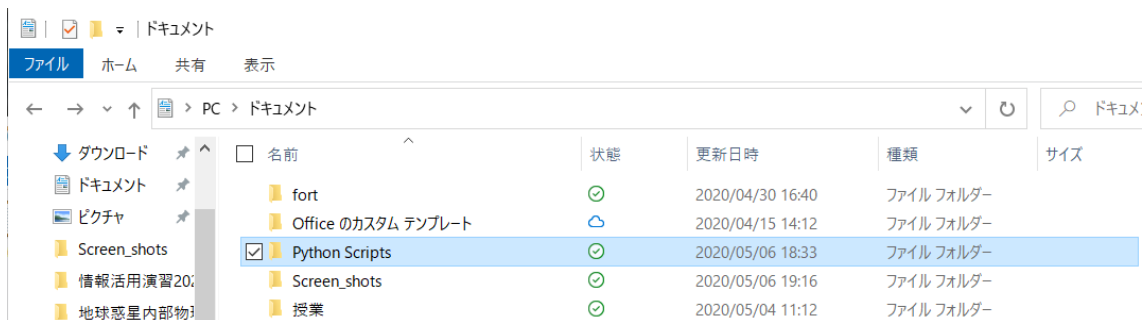 ドキュメント
ファイル ホーム 共有 表示
PC ドキュメント ドキュメ
ダウンロード 名前 状態 更新日時 種類 サイズ
ドキュメント fort 2020/04/30 16:40 ファイル フォルダー
ピクチャ Office のカスタム テンプレート 2020/04/15 14:12 ファイル フォルダー
Screen_shots Python Scripts 2020/05/06 18:33 ファイル フォルダー
情報活用演習202 Screen_shots 2020/05/06 19:16 ファイル フォルダー
地球惑星内部物 授業 2020/05/04 11:12 ファイル フォルダー